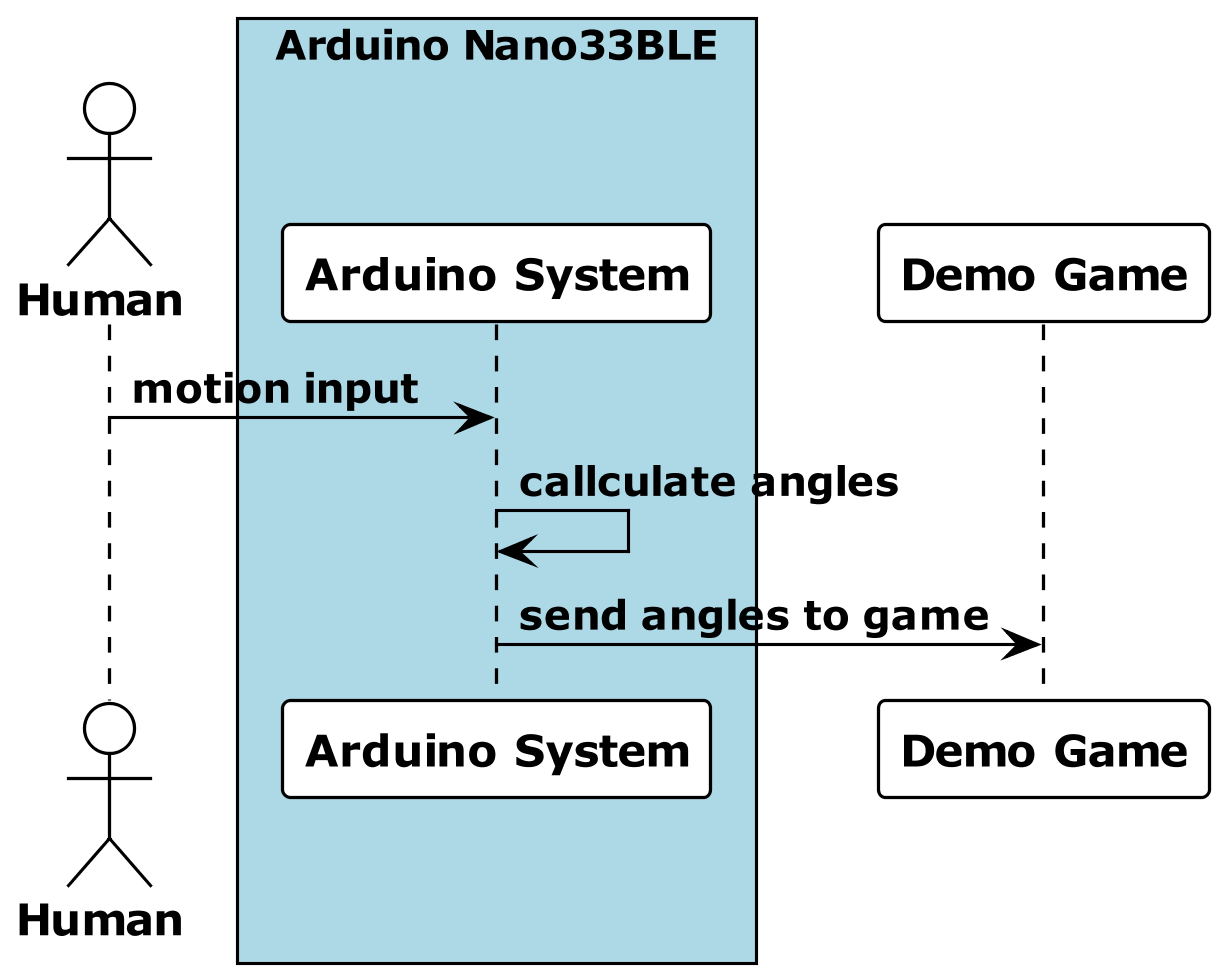 Arduino Nano33BLE
Human
Arduino System
Demo Game
motion input
callculate angles
send angles to game
Arduino System
Demo Game
Human